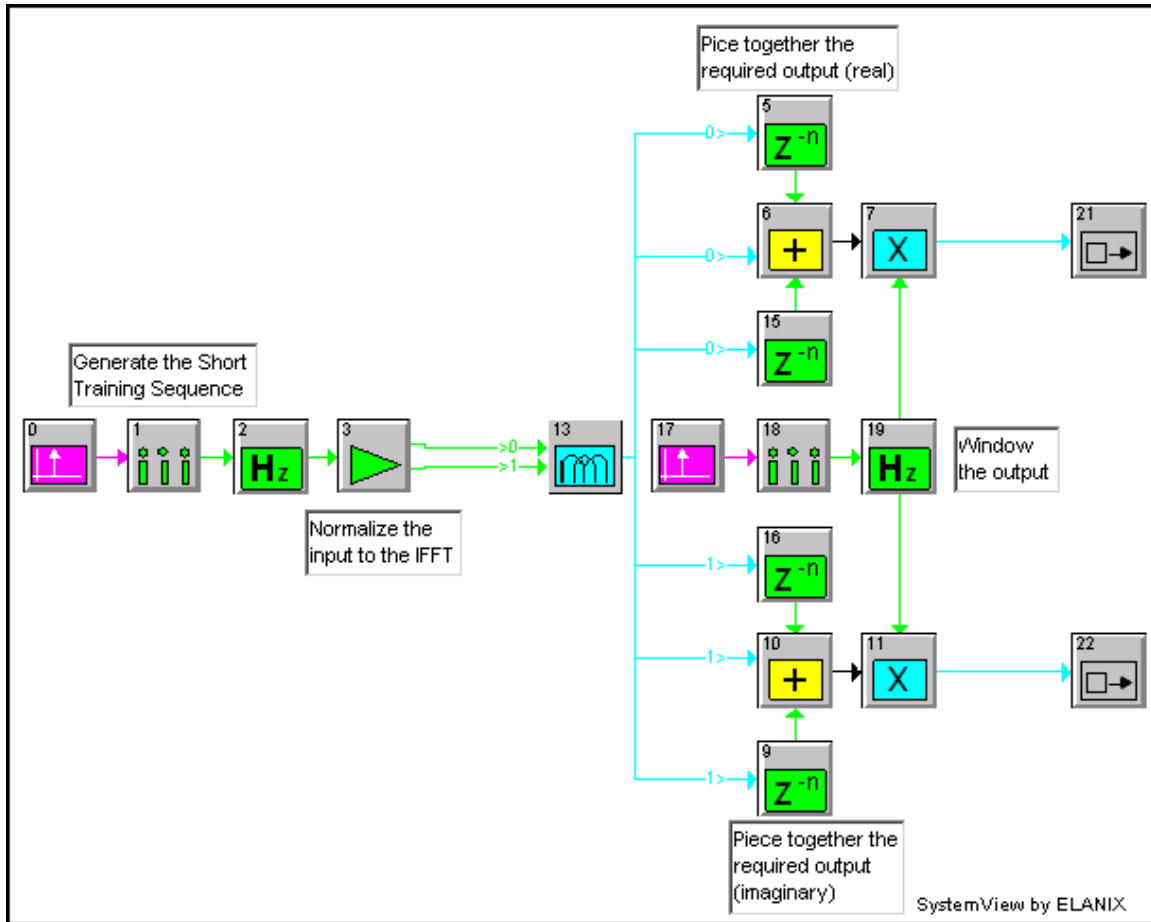 Pice together the
required output (real)
5
z⁻ⁿ
0>
6
+
7
X
21
0>
15
z⁻ⁿ
0>
Generate the Short
Training Sequence
0
1
2
Hz
3
>0
>1
13
17
18
19
Hz
Window
the output
Normalize the
input to the IFFT
16
z⁻ⁿ
1>
10
+
11
X
22
1>
9
z⁻ⁿ
1>
Piece together the
required output
(imaginary)
SystemView by ELANIX